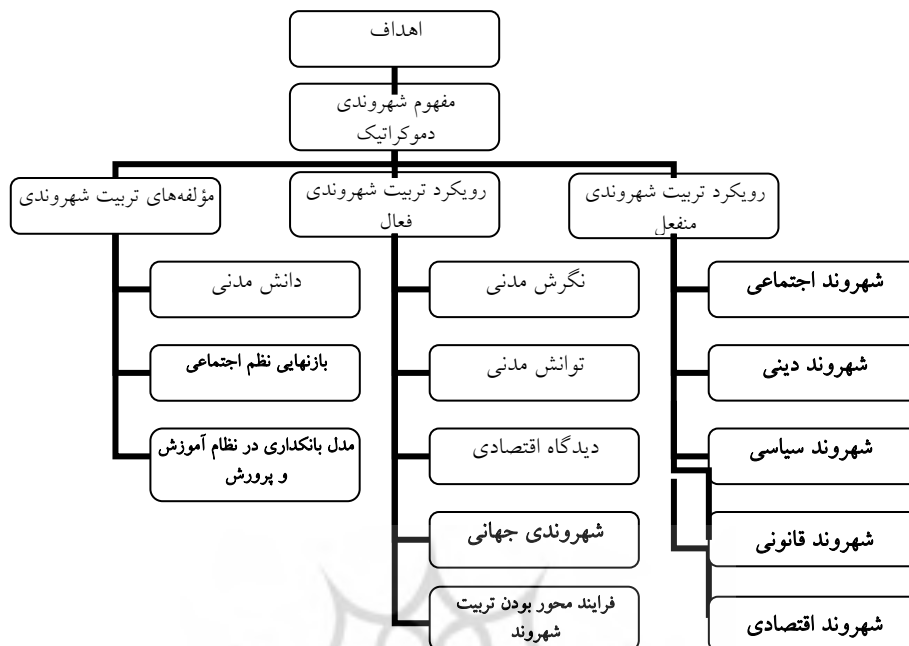 اهداف
مفهوم شهروندی
دموکراتیک
رویکرد تربیت شهروندی
منفعل
شهروند اجتماعی
شهروند دینی
شهروند سیاسی
شهروند قانونی
شهروند اقتصادی
رویکرد تربیت شهروندی
فعال
نگرش مدنی
توانش مدنی
دیدگاه اقتصادی
شهروندی جهانی
فرایند محور بودن تربیت
شهروند
مؤلفه‌های تربیت شهروندی
دانش مدنی
بازنهایی نظم اجتماعی
مدل بانکداری در نظام آموزش
و پرورش